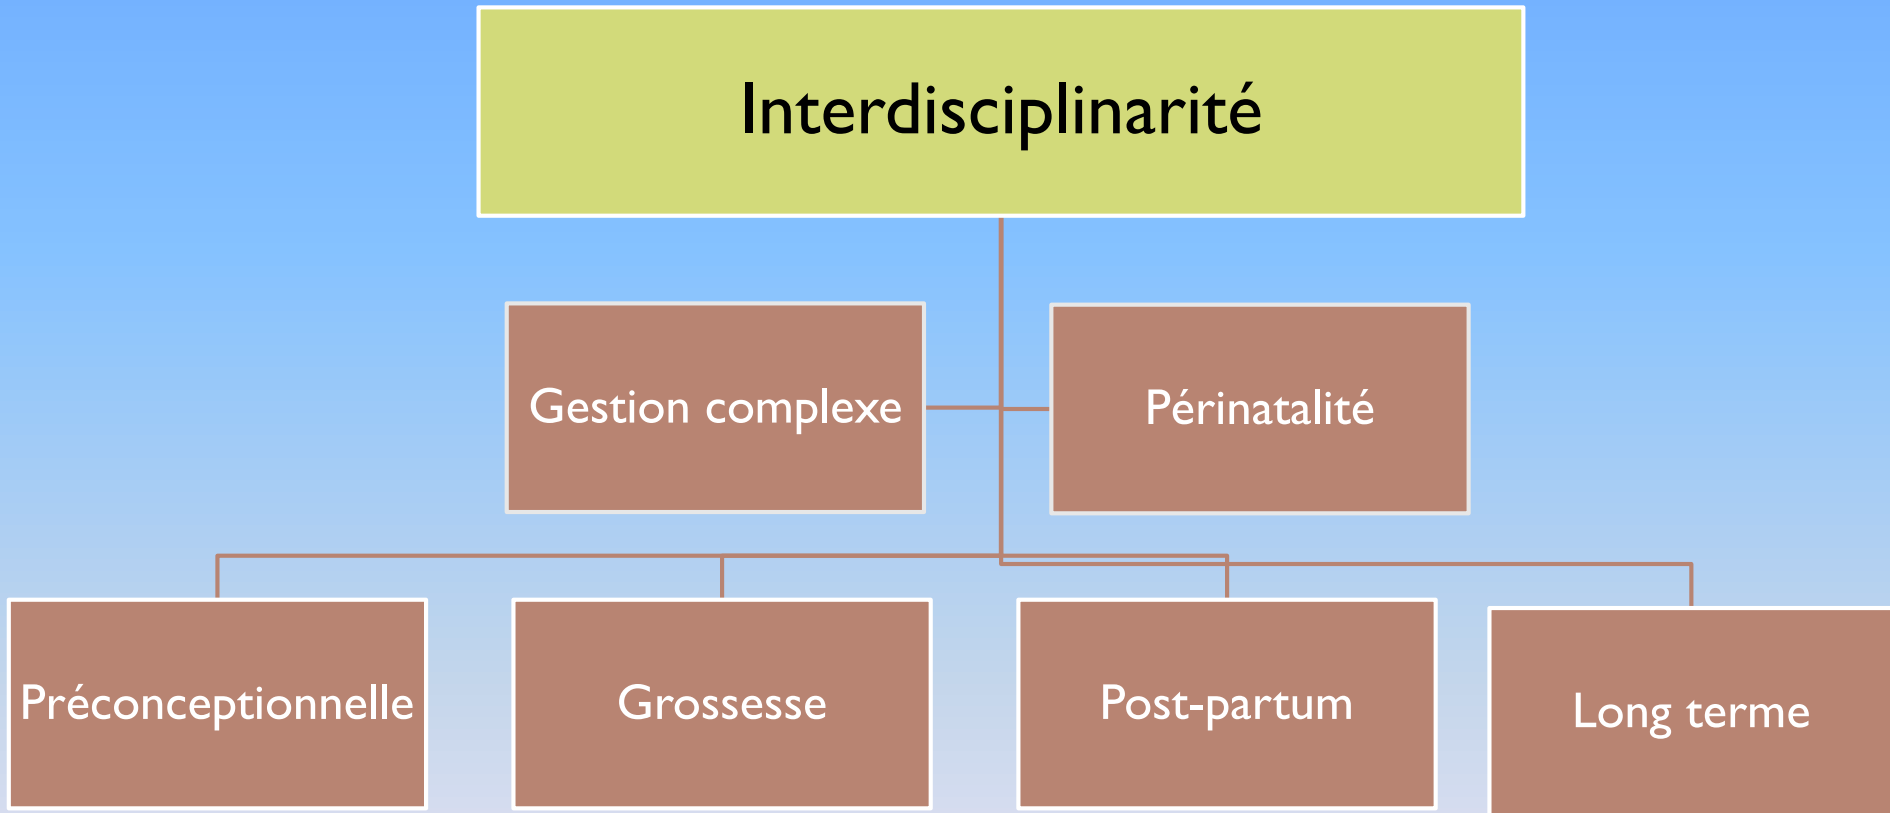 Interdisciplinarité
Gestion complexe
Périnatalité
Préconceptionnelle
Grossesse
Post-partum
Long terme